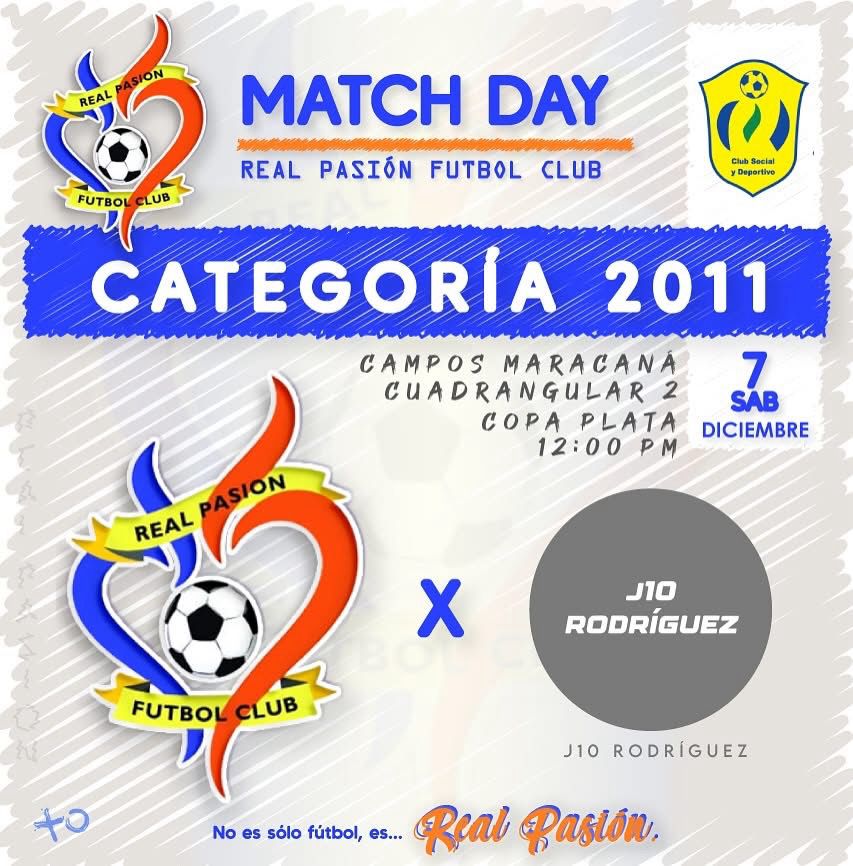 REAL PASION
FUTBOL CLUB
MATCH DAY
REAL PASIÓN FUTBOL CLUB
Club Social
y Deportivo
CATEGORÍA 2011
CAMPOS MARACANÁ
CUADRANGULAR 2
COPA PLATA
12:00 PM
7
SAB
DICIEMBRE
REAL PASION
FUTBOL CLUB
X
J10
RODRÍGUEZ
J10 RODRÍGUEZ
No es sólo fútbol, es... Real Pasión.